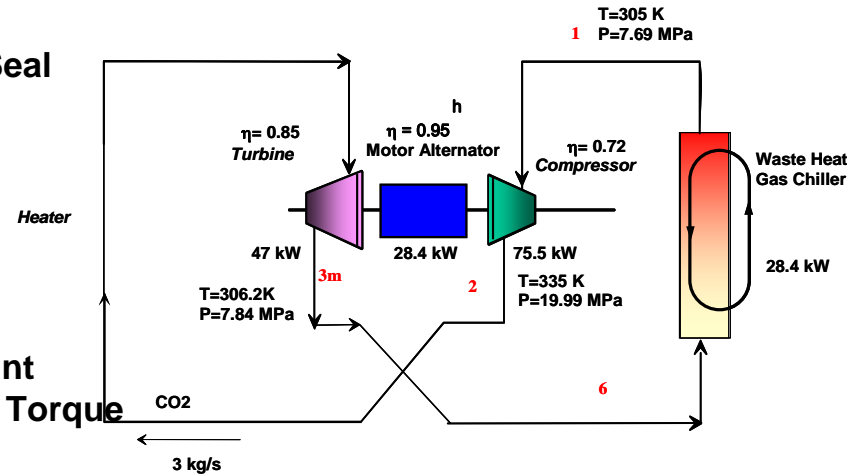 T=305 K
1 P=7.69 MPa
Seal
h
η= 0.85
Turbine
η = 0.95
Motor Alternator
η= 0.72
Compressor
Waste Heat
Gas Chiller
Heater
47 kW
28.4 kW
75.5 kW
28.4 kW
3m
2
T=306.2K
P=7.84 MPa
T=335 K
P=19.99 MPa
nt
Torque
CO2
6
3 kg/s